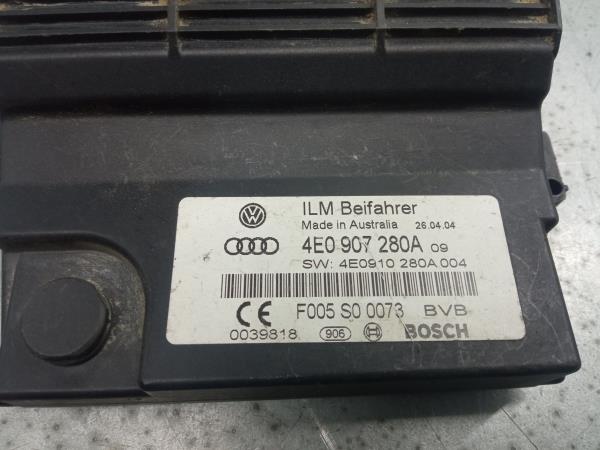 ILM Beifahrer
Made in Australia 26.04.04
4E0 907 280A 09
SW: 4E0910 280A 004
CE F005 S0 0073 BVB
0039818 906 BOSCH